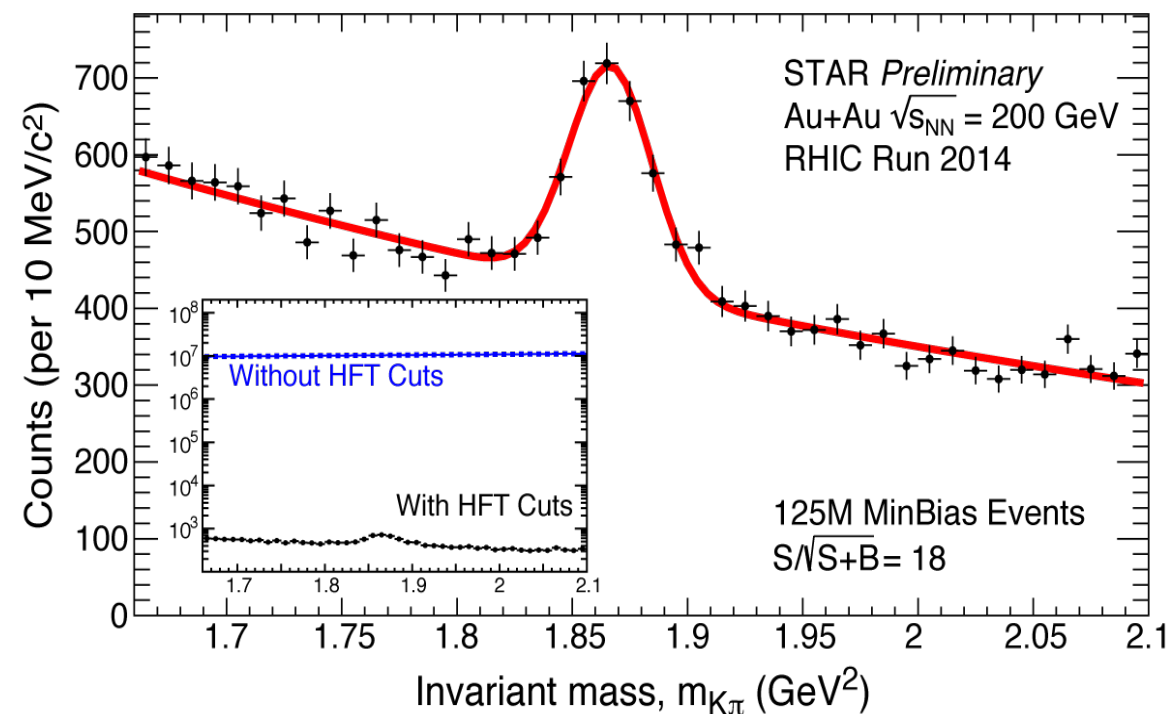 Counts (per 10 MeV/c²)
700
600
500
400
300
200
100
0
STAR Preliminary
Au+Au √sNN = 200 GeV
RHIC Run 2014
10⁸
10⁷
10⁶
10⁵
10⁴
10³
Without HFT Cuts
With HFT Cuts
1.7 1.8 1.9 2 2.1
125M MinBias Events
S/√S+B = 18
1.7 1.75 1.8 1.85 1.9 1.95 2 2.05 2.1
Invariant mass, mKπ (GeV²)